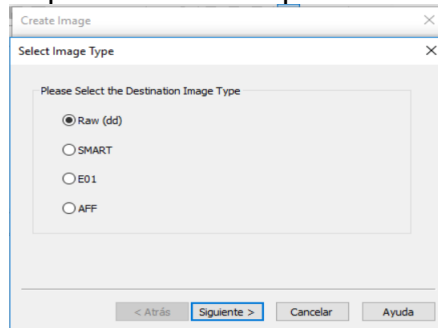 Create Image
Select Image Type
Please Select the Destination Image Type
Raw (dd)
SMART
E01
AFF
< Atrás Siguiente > Cancelar Ayuda